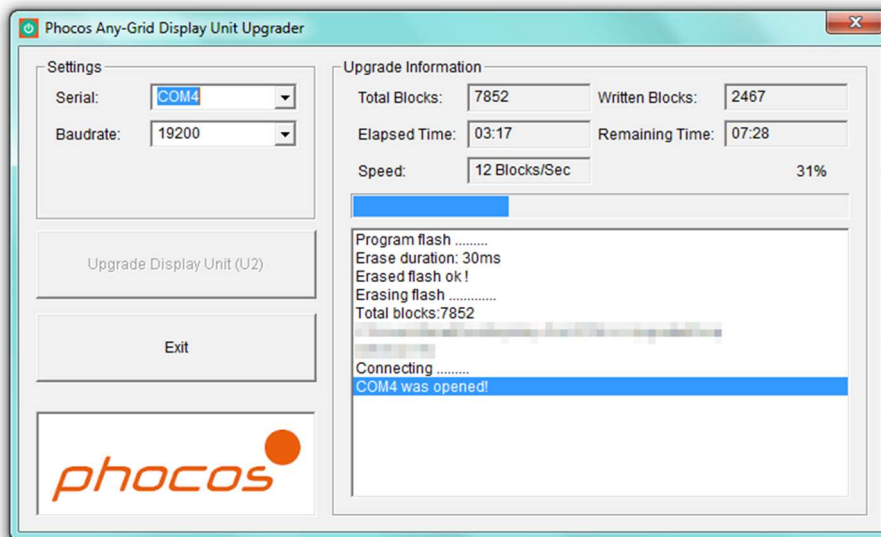 Phocos Any-Grid Display Unit Upgrader
Settings
Serial: COM4
Baudrate: 19200
Upgrade Display Unit (U2)
Exit
phocos
Upgrade Information
Total Blocks: 7852 Written Blocks: 2467
Elapsed Time: 03:17 Remaining Time: 07:28
Speed: 12 Blocks/Sec 31%
Program flash .........
Erase duration: 30ms
Erased flash ok !
Erasing flash .............
Total blocks:7852
Connecting .........
COM4 was opened!